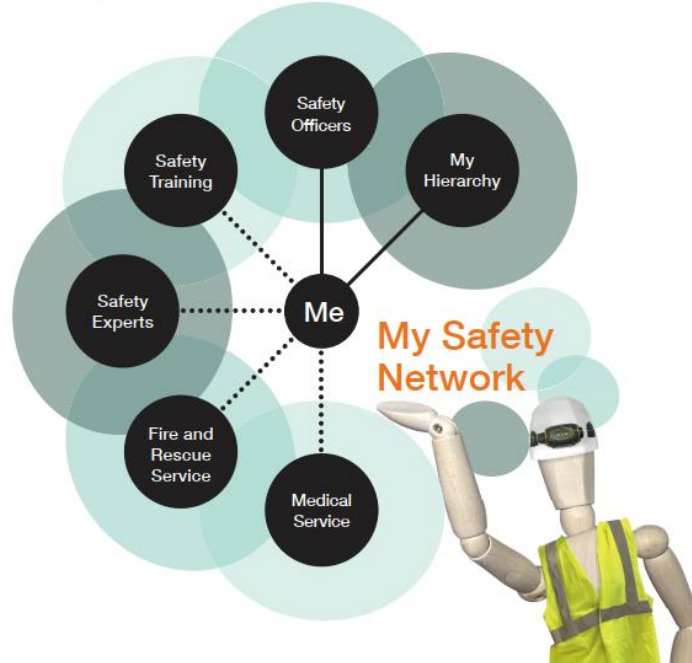 Safety
Officers
My
Hierarchy
Safety
Training
Safety
Experts
Me
My Safety
Network
Fire and
Rescue
Service
Medical
Service